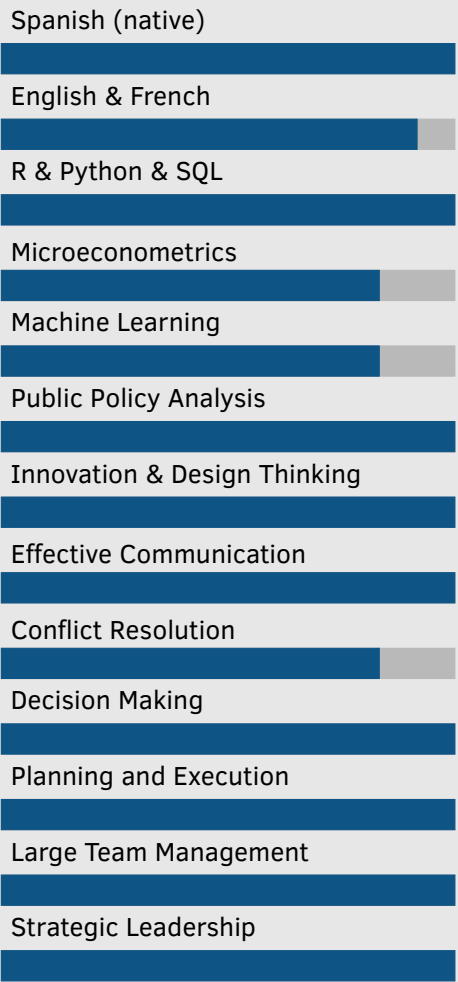 Spanish (native)
English & French
R & Python & SQL
Microeconometrics
Machine Learning
Public Policy Analysis
Innovation & Design Thinking
Effective Communication
Conflict Resolution
Decision Making
Planning and Execution
Large Team Management
Strategic Leadership